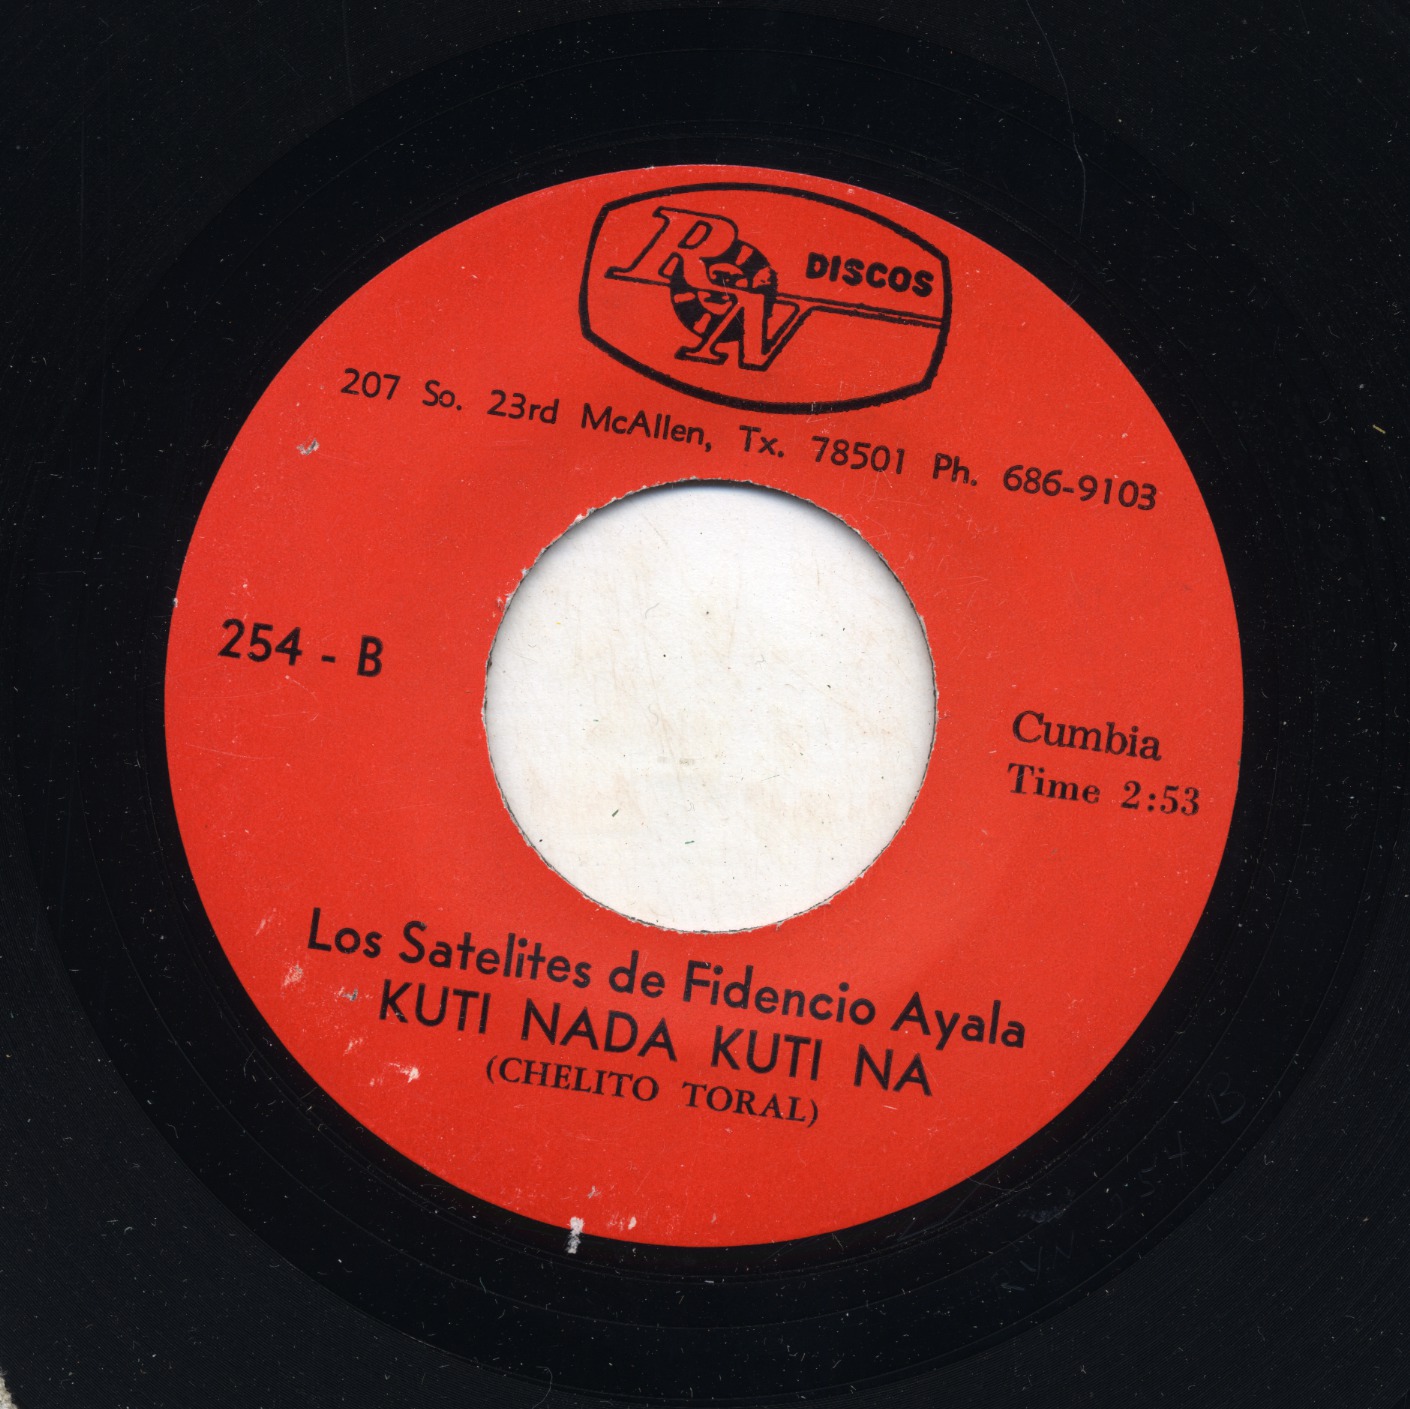 RyN DISCOS
207 So. 23rd McAllen, Tx. 78501 Ph. 686-9103
254 - B
Cumbia
Time 2:53
Los Satelites de Fidencio Ayala
KUTI NADA KUTI NA
(CHELITO TORAL)